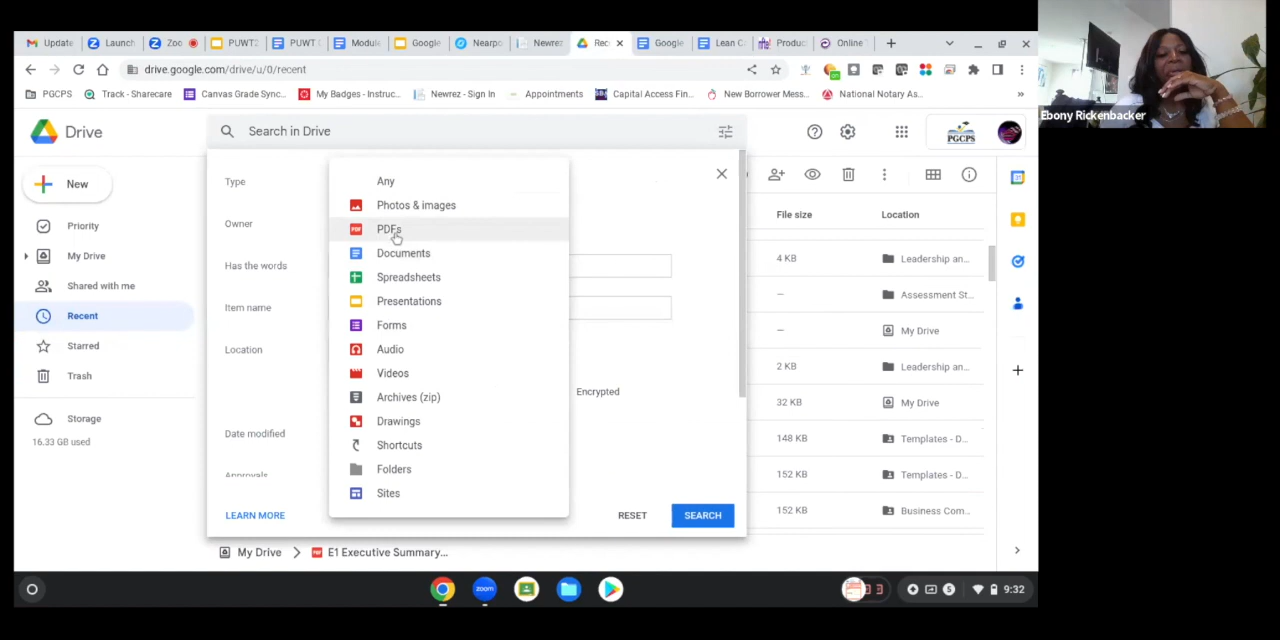 Update
Launch
Zoo
PUWT2
PUWT
Module
Google
Nearpo
Newrez
Rec
Google
Lean C
Produc
Online
drive.google.com/drive/u/0/recent
PGCPS
Track - Sharecare
Canvas Grade Sync...
My Badges - Instruc...
Newrez - Sign In
Appointments
Capital Access Fin...
New Borrower Mess...
National Notary As...
»
Ebony Rickenbacker
Drive
Search in Drive
PGCPS
New
Priority
My Drive
Shared with me
Recent
Starred
Trash
Storage
16.33 GB used
Type
Owner
Has the words
Item name
Location
Date modified
Approvals
LEARN MORE
Any
Photos & images
PDFs
Documents
Spreadsheets
Presentations
Forms
Audio
Videos
Archives (zip)
Drawings
Shortcuts
Folders
Sites
Encrypted
RESET
SEARCH
File size
Location
4 KB
Leadership an...
–
Assessment St...
–
My Drive
2 KB
Leadership an...
32 KB
My Drive
148 KB
Templates - D...
152 KB
Templates - D...
152 KB
Business Com...
My Drive
E1 Executive Summary...
zoom
9:32